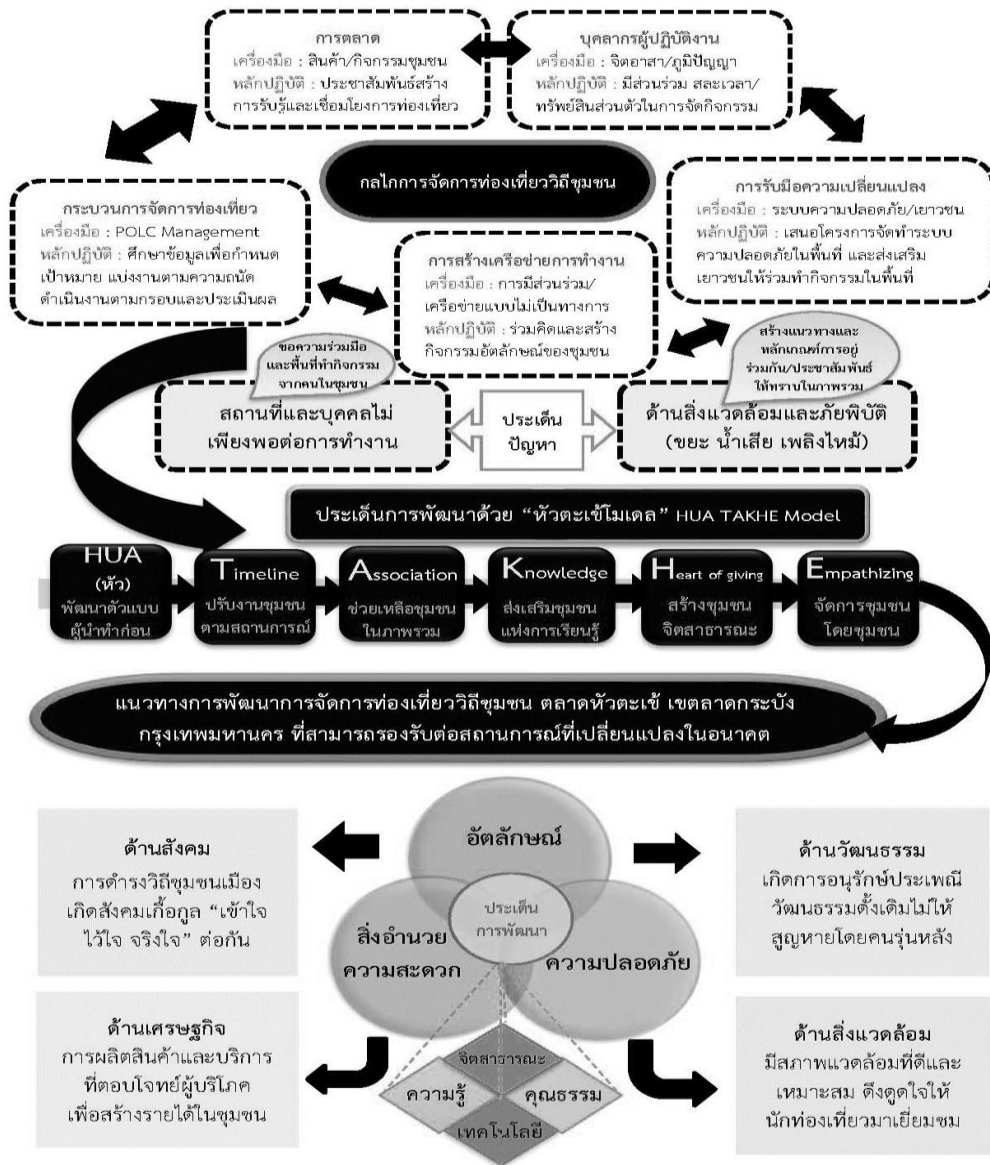 การตลาด
เครื่องมือ : สินค้า/กิจกรรมชุมชน
หลักปฏิบัติ : ประชาสัมพันธ์สร้าง
การรับรู้และเชื่อมโยงการท่องเที่ยว
บุคลากรผู้ปฏิบัติงาน
เครื่องมือ : จิตอาสา/ภูมิปัญญา
หลักปฏิบัติ : มีส่วนร่วม สละเวลา/
ทรัพย์สินส่วนตัวในการจัดกิจกรรม
กลไกการจัดการท่องเที่ยววิถีชุมชน
กระบวนการจัดการท่องเที่ยว
เครื่องมือ : POLC Management
หลักปฏิบัติ : ศึกษาข้อมูลเพื่อกำหนด
เป้าหมาย แบ่งงานตามความถนัด
ดำเนินงานตามกรอบและประเมินผล
การสร้างเครือข่ายการทำงาน
เครื่องมือ : การมีส่วนร่วม/
เครือข่ายแบบไม่เป็นทางการ
หลักปฏิบัติ : ร่วมคิดและสร้าง
กิจกรรมอัตลักษณ์ของชุมชน
การรับมือความเปลี่ยนแปลง
เครื่องมือ : ระบบความปลอดภัย/เยาวชน
หลักปฏิบัติ : เสนอโครงการจัดทำระบบ
ความปลอดภัยในพื้นที่ และส่งเสริม
เยาวชนให้ร่วมทำกิจกรรมในพื้นที่
ขอความร่วมมือ
และพื้นที่ทำกิจกรรม
จากคนในชุมชน
สถานที่และบุคคลไม่
เพียงพอต่อการทำงาน
ประเด็น
ปัญหา
สร้างแนวทางและ
หลักเกณฑ์การอยู่
ร่วมกัน/ประชาสัมพันธ์
ให้ทราบในภาพรวม
ด้านสิ่งแวดล้อมและภัยพิบัติ
(ขยะ น้ำเสีย เพลิงไหม้)
ประเด็นการพัฒนาด้วย “หัวตะเข้โมเดล” HUA TAKHE Model
HUA
(หัว)
พัฒนาตัวแบบ
ผู้นำทำก่อน
Timeline
ปรับงานชุมชน
ตามสถานการณ์
Association
ช่วยเหลือชุมชน
ในภาพรวม
Knowledge
ส่งเสริมชุมชน
แห่งการเรียนรู้
Heart of giving
สร้างชุมชน
จิตสาธารณะ
Empathizing
จัดการชุมชน
โดยชุมชน
แนวทางการพัฒนาการจัดการท่องเที่ยววิถีชุมชน ตลาดหัวตะเข้ เขตลาดกระบัง
กรุงเทพมหานคร ที่สามารถรองรับต่อสถานการณ์ที่เปลี่ยนแปลงในอนาคต
ด้านสังคม
การดำรงวิถีชุมชนเมือง
เกิดสังคมเกื้อกูล “เข้าใจ
ไว้ใจ จริงใจ” ต่อกัน
อัตลักษณ์
ประเด็น
การพัฒนา
สิ่งอำนวย
ความสะดวก
ความปลอดภัย
ด้านวัฒนธรรม
เกิดการอนุรักษ์ประเพณี
วัฒนธรรมดั้งเดิมไม่ให้
สูญหายโดยคนรุ่นหลัง
ด้านเศรษฐกิจ
การผลิตสินค้าและบริการ
ที่ตอบโจทย์ผู้บริโภค
เพื่อสร้างรายได้ในชุมชน
จิตสาธารณะ
ความรู้
คุณธรรม
เทคโนโลยี
ด้านสิ่งแวดล้อม
มีสภาพแวดล้อมที่ดีและ
เหมาะสม ดึงดูดใจให้
นักท่องเที่ยวมาเยี่ยมชม